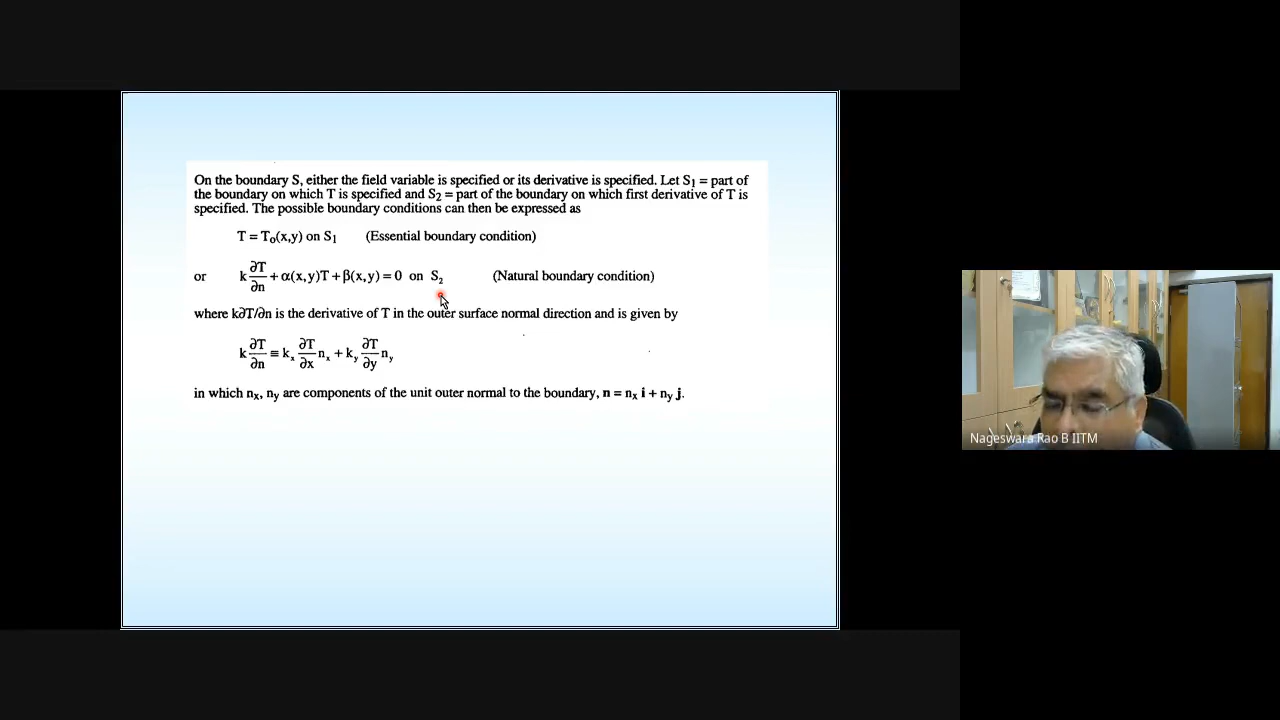 On the boundary S, either the field variable is specified or its derivative is specified. Let S₁ = part of
the boundary on which T is specified and S₂ = part of the boundary on which first derivative of T is
specified. The possible boundary conditions can then be expressed as
T = T₀(x,y) on S₁ (Essential boundary condition)
or k ∂T/∂n + α(x,y)T + β(x,y) = 0 on S₂ (Natural boundary condition)
where k∂T/∂n is the derivative of T in the outer surface normal direction and is given by
k ∂T/∂n ≡ kₓ ∂T/∂x nₓ + k_y ∂T/∂y n_y
in which nₓ, n_y are components of the unit outer normal to the boundary, n = nₓ i + n_y j.
Nageswara Rao B IITM